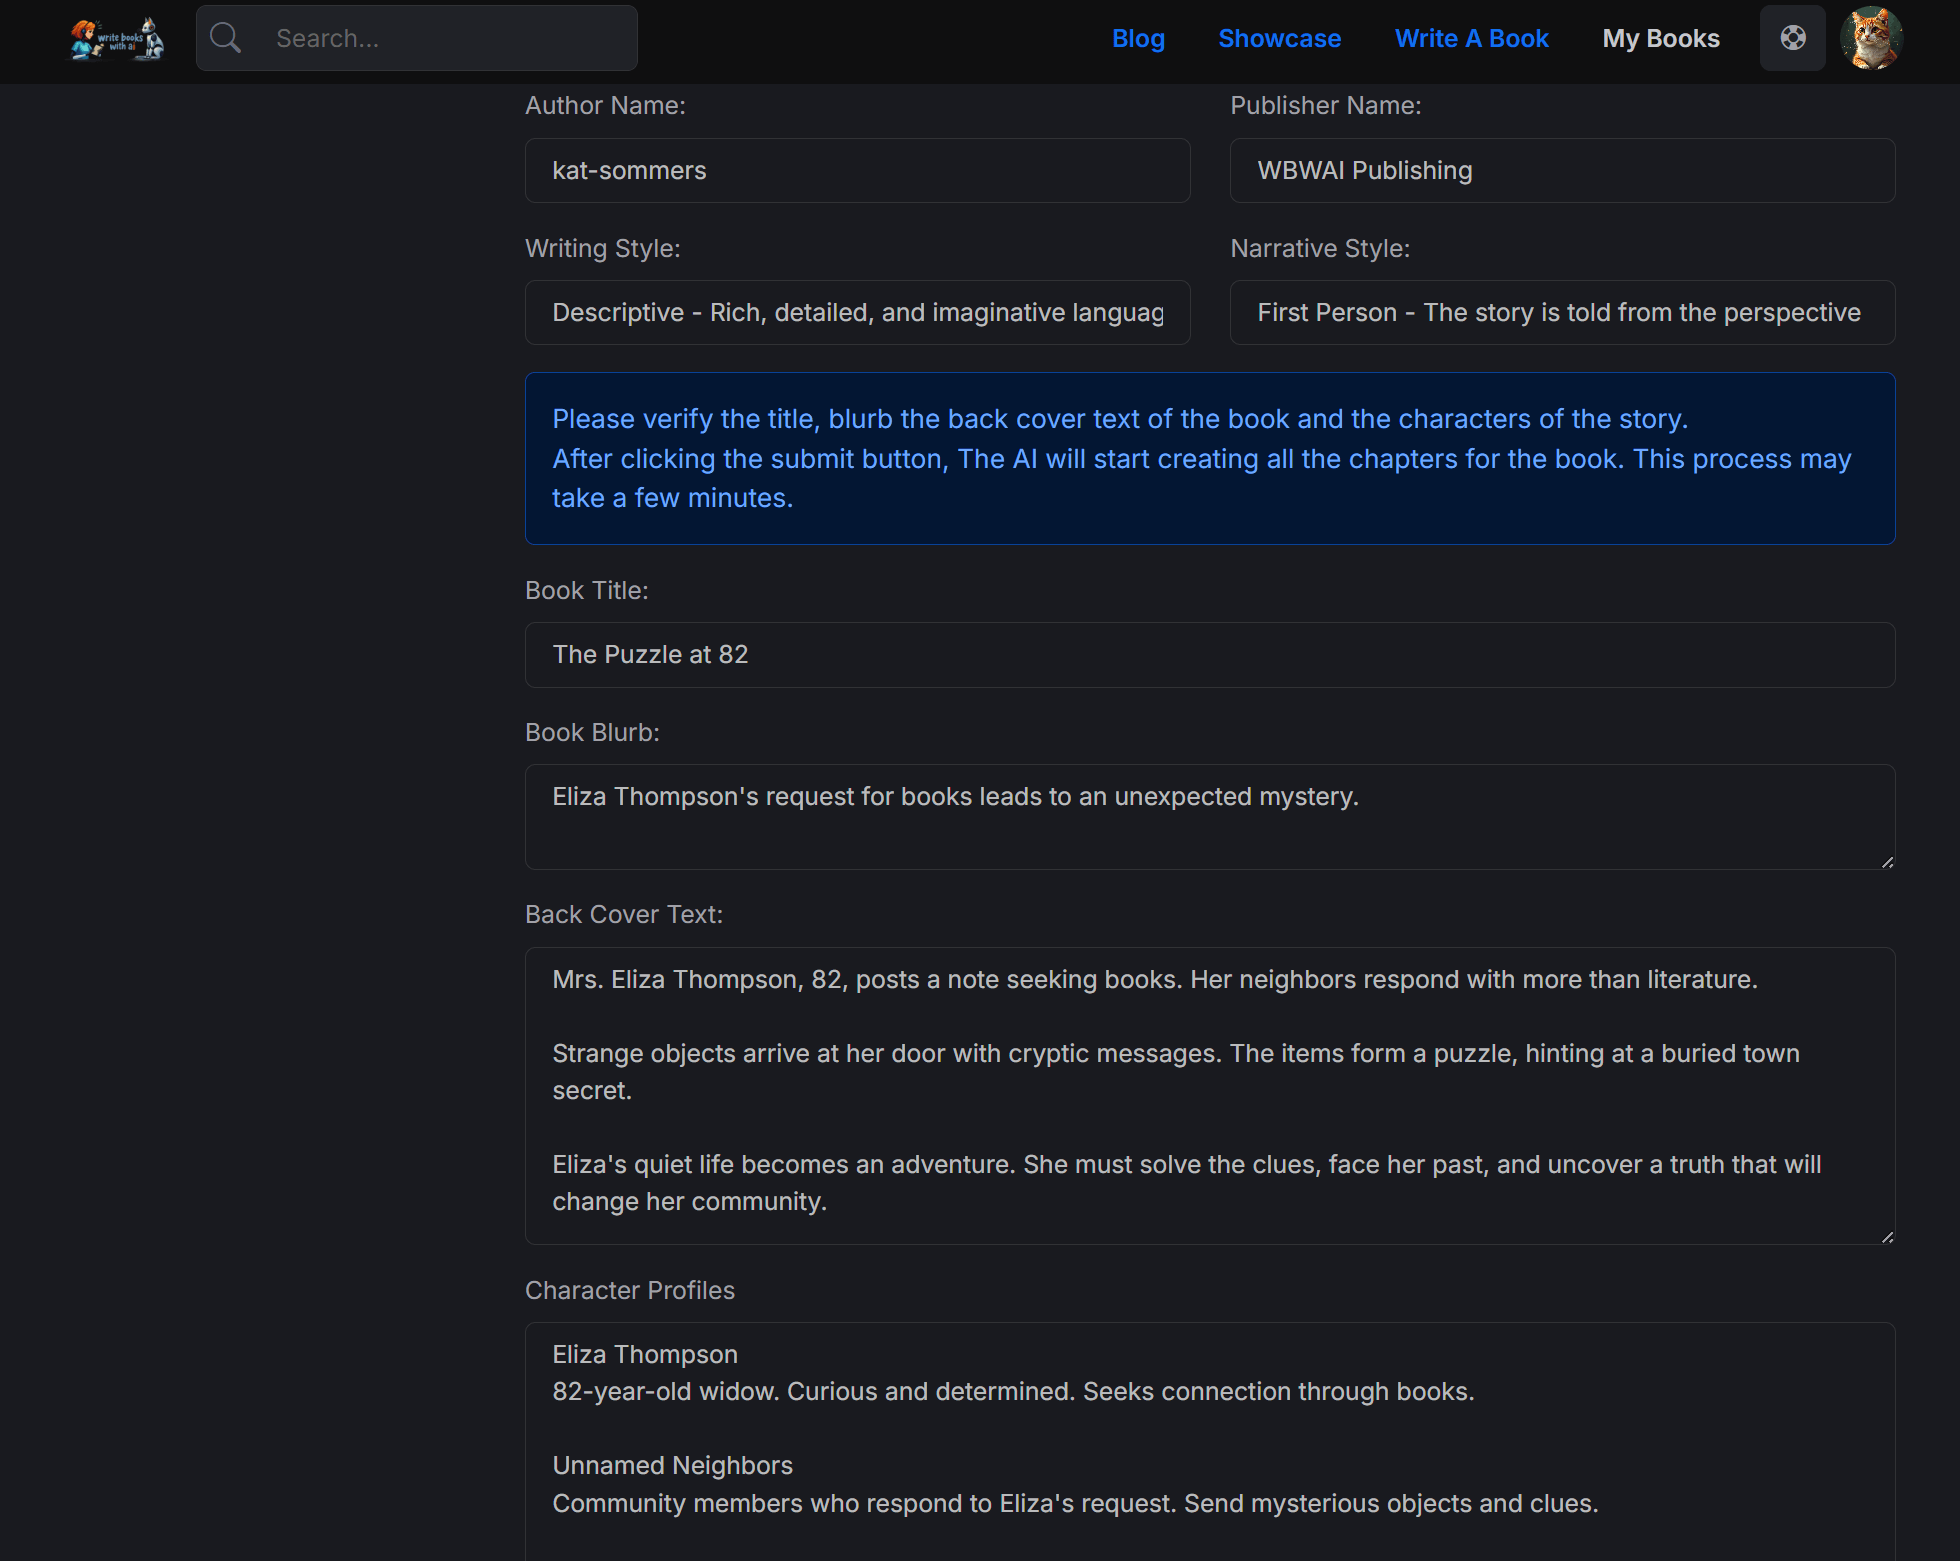 write books
with ai
Search...
Blog
Showcase
Write A Book
My Books
Author Name:
kat-sommers
Publisher Name:
WBWAI Publishing
Writing Style:
Descriptive - Rich, detailed, and imaginative languag
Narrative Style:
First Person - The story is told from the perspective
Please verify the title, blurb the back cover text of the book and the characters of the story.
After clicking the submit button, The AI will start creating all the chapters for the book. This process may
take a few minutes.
Book Title:
The Puzzle at 82
Book Blurb:
Eliza Thompson's request for books leads to an unexpected mystery.
Back Cover Text:
Mrs. Eliza Thompson, 82, posts a note seeking books. Her neighbors respond with more than literature.
Strange objects arrive at her door with cryptic messages. The items form a puzzle, hinting at a buried town
secret.
Eliza's quiet life becomes an adventure. She must solve the clues, face her past, and uncover a truth that will
change her community.
Character Profiles
Eliza Thompson
82-year-old widow. Curious and determined. Seeks connection through books.
Unnamed Neighbors
Community members who respond to Eliza's request. Send mysterious objects and clues.